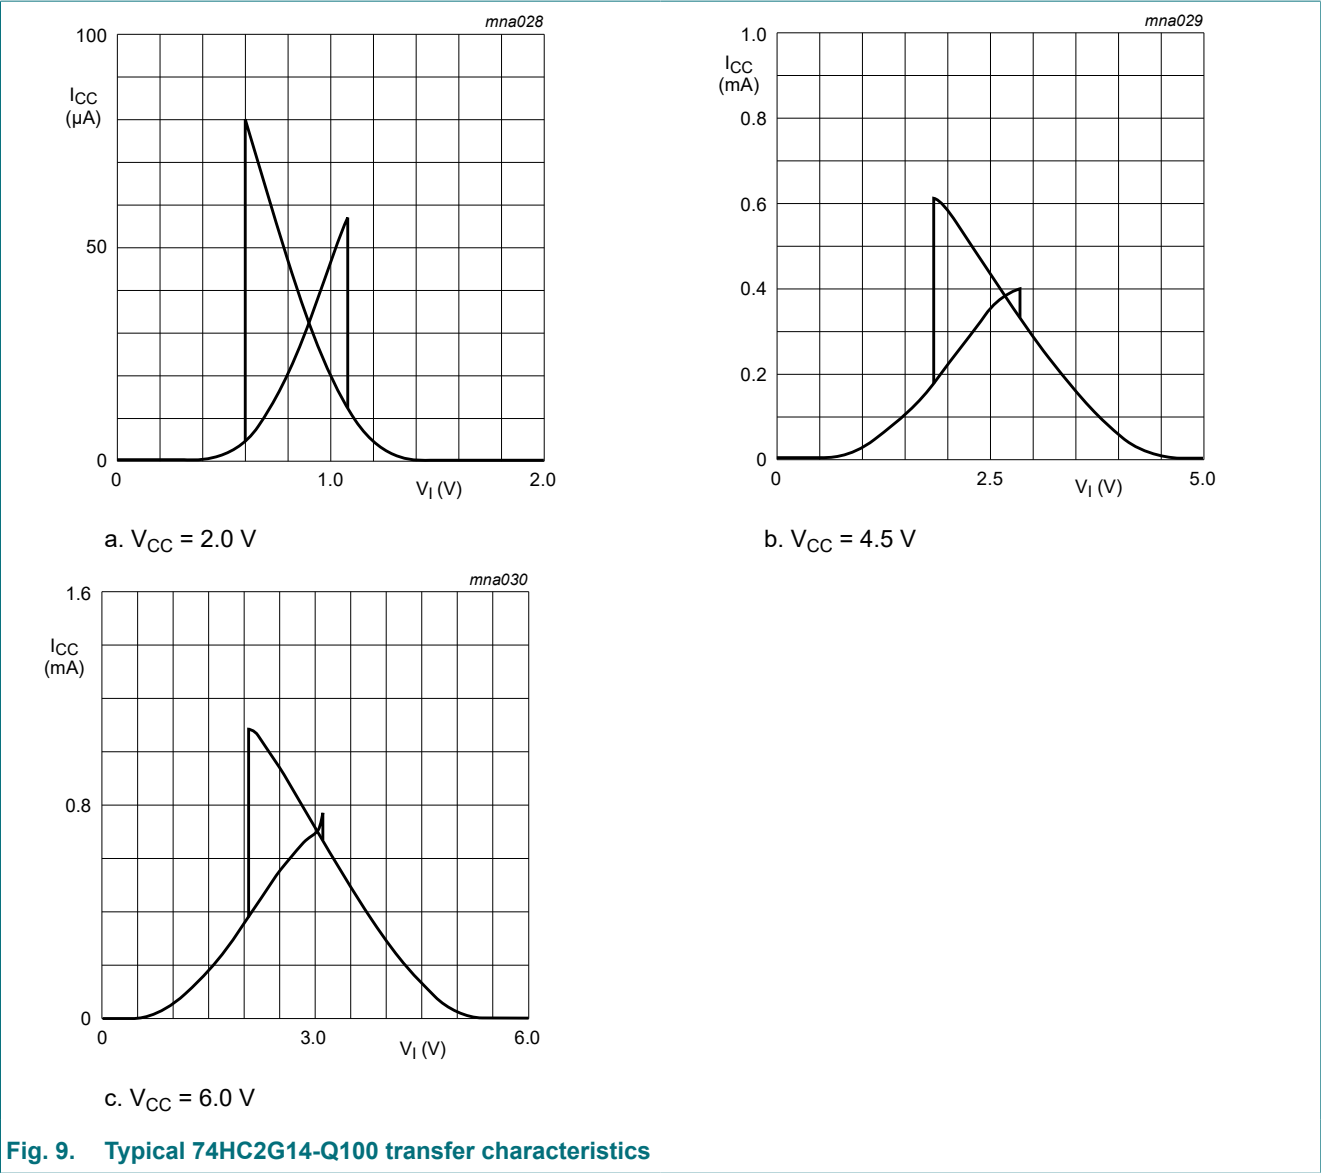 mna028
100
ICC
(µA)
50
0
0
1.0
2.0
VI (V)
a. VCC = 2.0 V
mna029
1.0
ICC
(mA)
0.8
0.6
0.4
0.2
0
0
2.5
5.0
VI (V)
b. VCC = 4.5 V
mna030
1.6
ICC
(mA)
0.8
0
0
3.0
6.0
VI (V)
c. VCC = 6.0 V
Fig. 9. Typical 74HC2G14-Q100 transfer characteristics